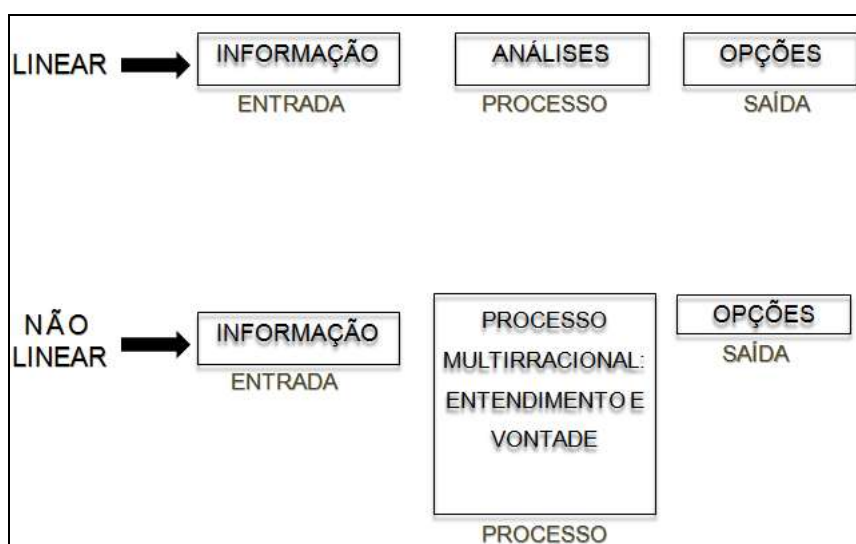 LINEAR INFORMAÇÃO ANÁLISES OPÇÕES
ENTRADA PROCESSO SAÍDA
NÃO
LINEAR
INFORMAÇÃO
ENTRADA
PROCESSO
MULTIRRACIONAL:
ENTENDIMENTO E
VONTADE
PROCESSO
OPÇÕES
SAÍDA